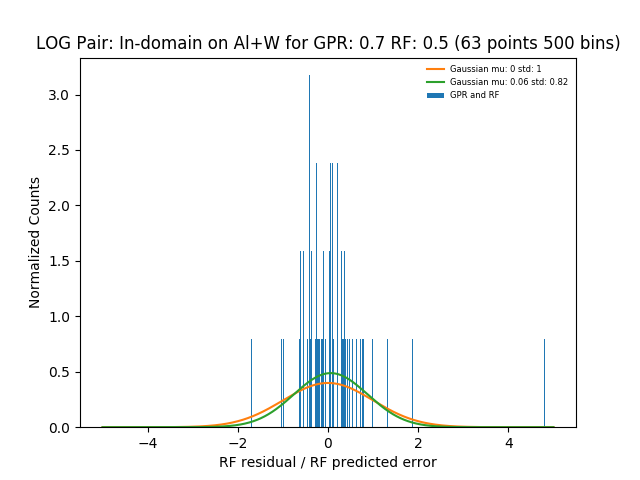 LOG Pair: In-domain on Al+W for GPR: 0.7 RF: 0.5 (63 points 500 bins)
Gaussian mu: 0 std: 1
Gaussian mu: 0.06 std: 0.82
GPR and RF
Normalized Counts
3.0
2.5
2.0
1.5
1.0
0.5
0.0
−4 −2 0 2 4
RF residual / RF predicted error